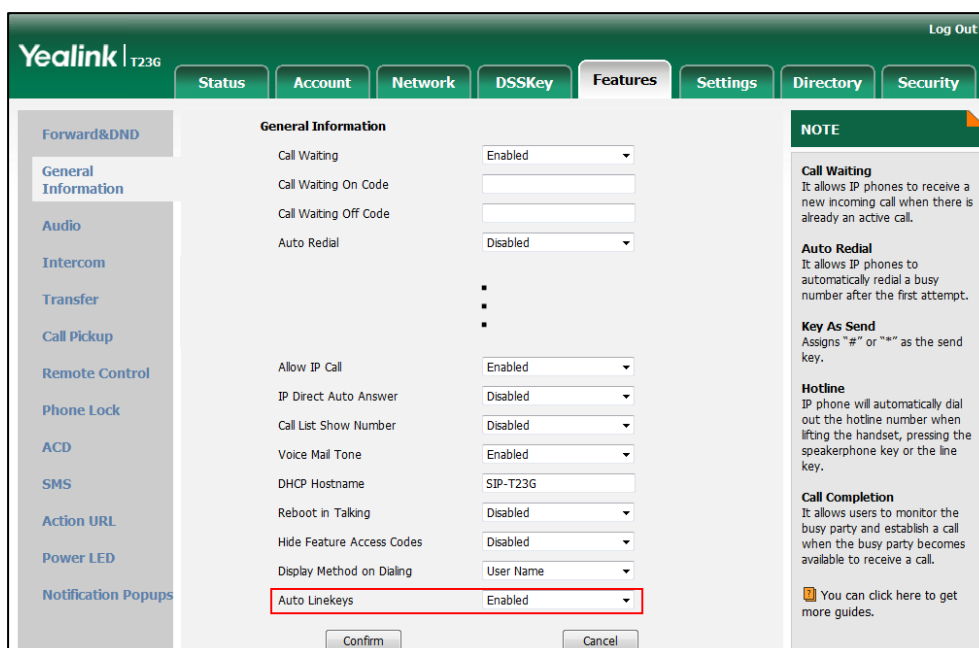 Log Out
Yealink | T23G
Status
Account
Network
DSSKey
Features
Settings
Directory
Security
Forward&DND
General
Information
Audio
Intercom
Transfer
Call Pickup
Remote Control
Phone Lock
ACD
SMS
Action URL
Power LED
Notification Popups
General Information
Call Waiting Enabled
Call Waiting On Code
Call Waiting Off Code
Auto Redial Disabled
Allow IP Call Enabled
IP Direct Auto Answer Disabled
Call List Show Number Disabled
Voice Mail Tone Enabled
DHCP Hostname SIP-T23G
Reboot in Talking Disabled
Hide Feature Access Codes Disabled
Display Method on Dialing User Name
Auto Linekeys Enabled
Confirm Cancel
NOTE
Call Waiting
It allows IP phones to receive a
new incoming call when there is
already an active call.
Auto Redial
It allows IP phones to
automatically redial a busy
number after the first attempt.
Key As Send
Assigns "#" or "*" as the send
key.
Hotline
IP phone will automatically dial
out the hotline number when
lifting the handset, pressing the
speakerphone key or the line
key.
Call Completion
It allows users to monitor the
busy party and establish a call
when the busy party becomes
available to receive a call.
You can click here to get
more guides.